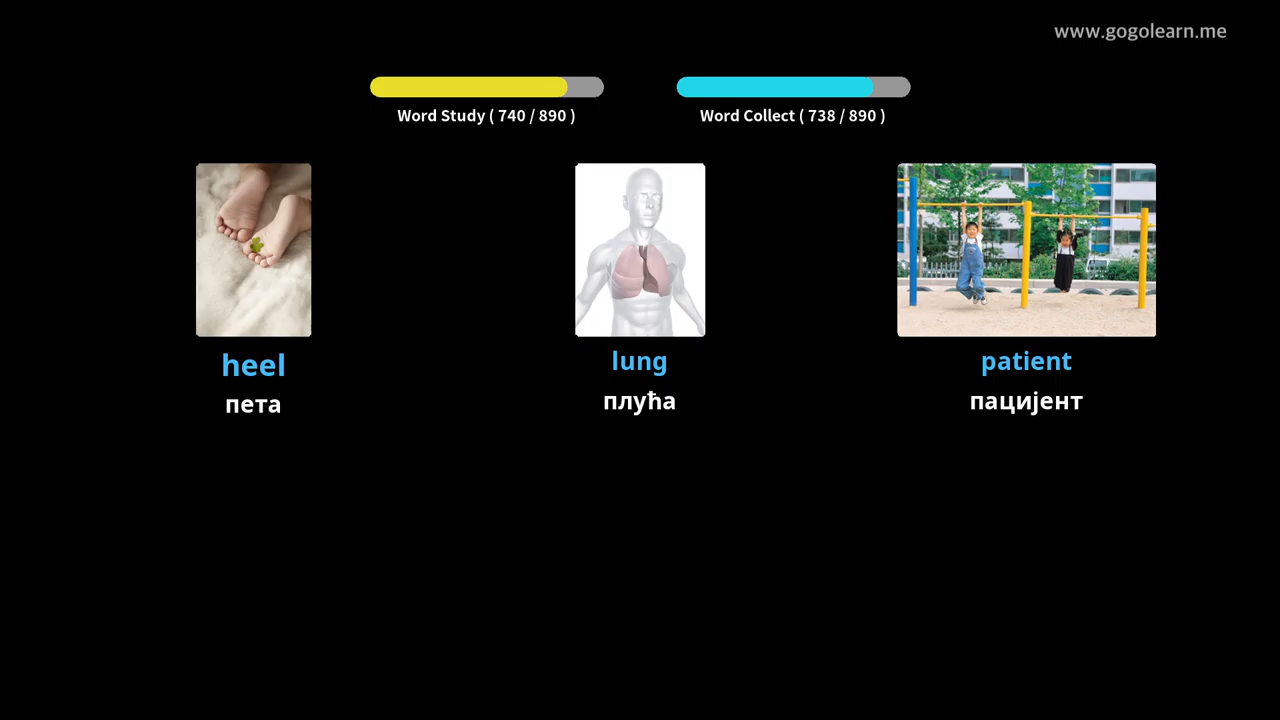 www.gogolearn.me
Word Study ( 740 / 890 )
Word Collect ( 738 / 890 )
heel
lung
patient
пета
плућа
пацијент